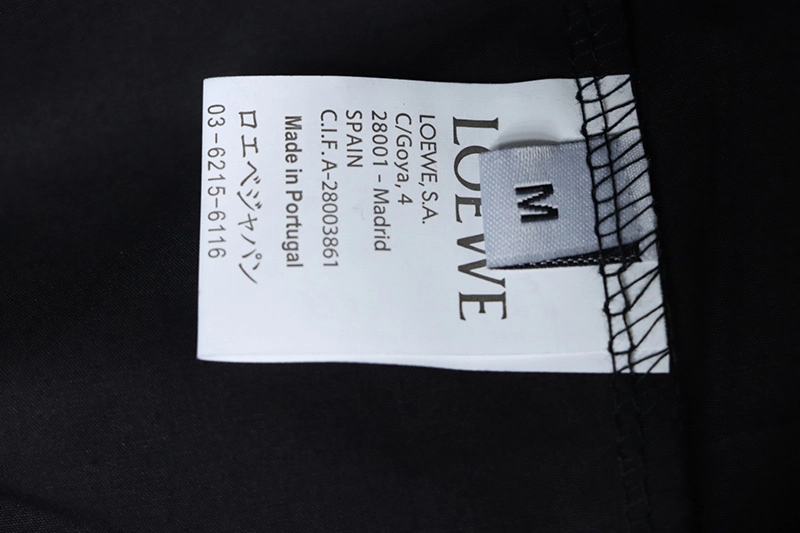 LOEWE
M
LOEWE, S.A.
C/Goya, 4
28001 - Madrid
SPAIN
C.I.F. A-28003861
Made in Portugal
ロエベジャパン
03-6215-6116